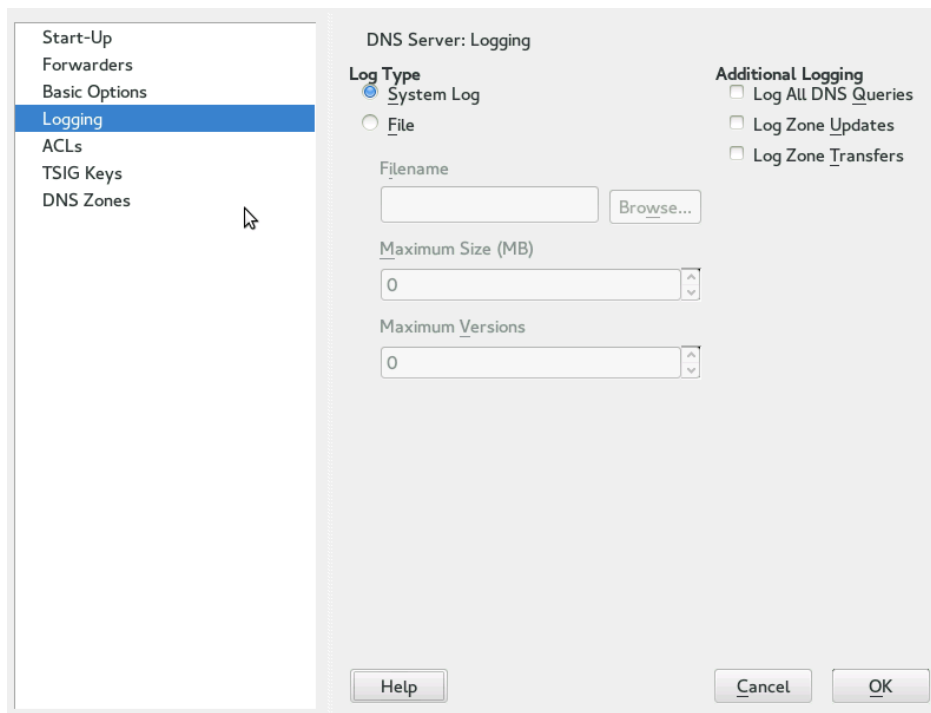 Start-Up
Forwarders
Basic Options
Logging
ACLs
TSIG Keys
DNS Zones
DNS Server: Logging
Log Type
System Log
File
Filename
Browse...
Maximum Size (MB)
0
Maximum Versions
0
Additional Logging
Log All DNS Queries
Log Zone Updates
Log Zone Transfers
Help
Cancel
OK